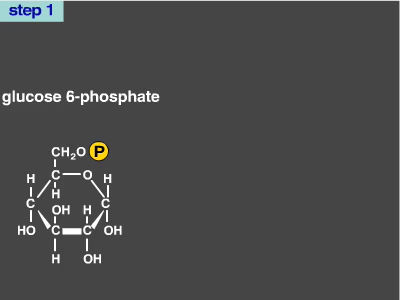 step 1
glucose 6-phosphate
CH₂O P
H C O H
H
C OH H C
HO C C OH
H OH